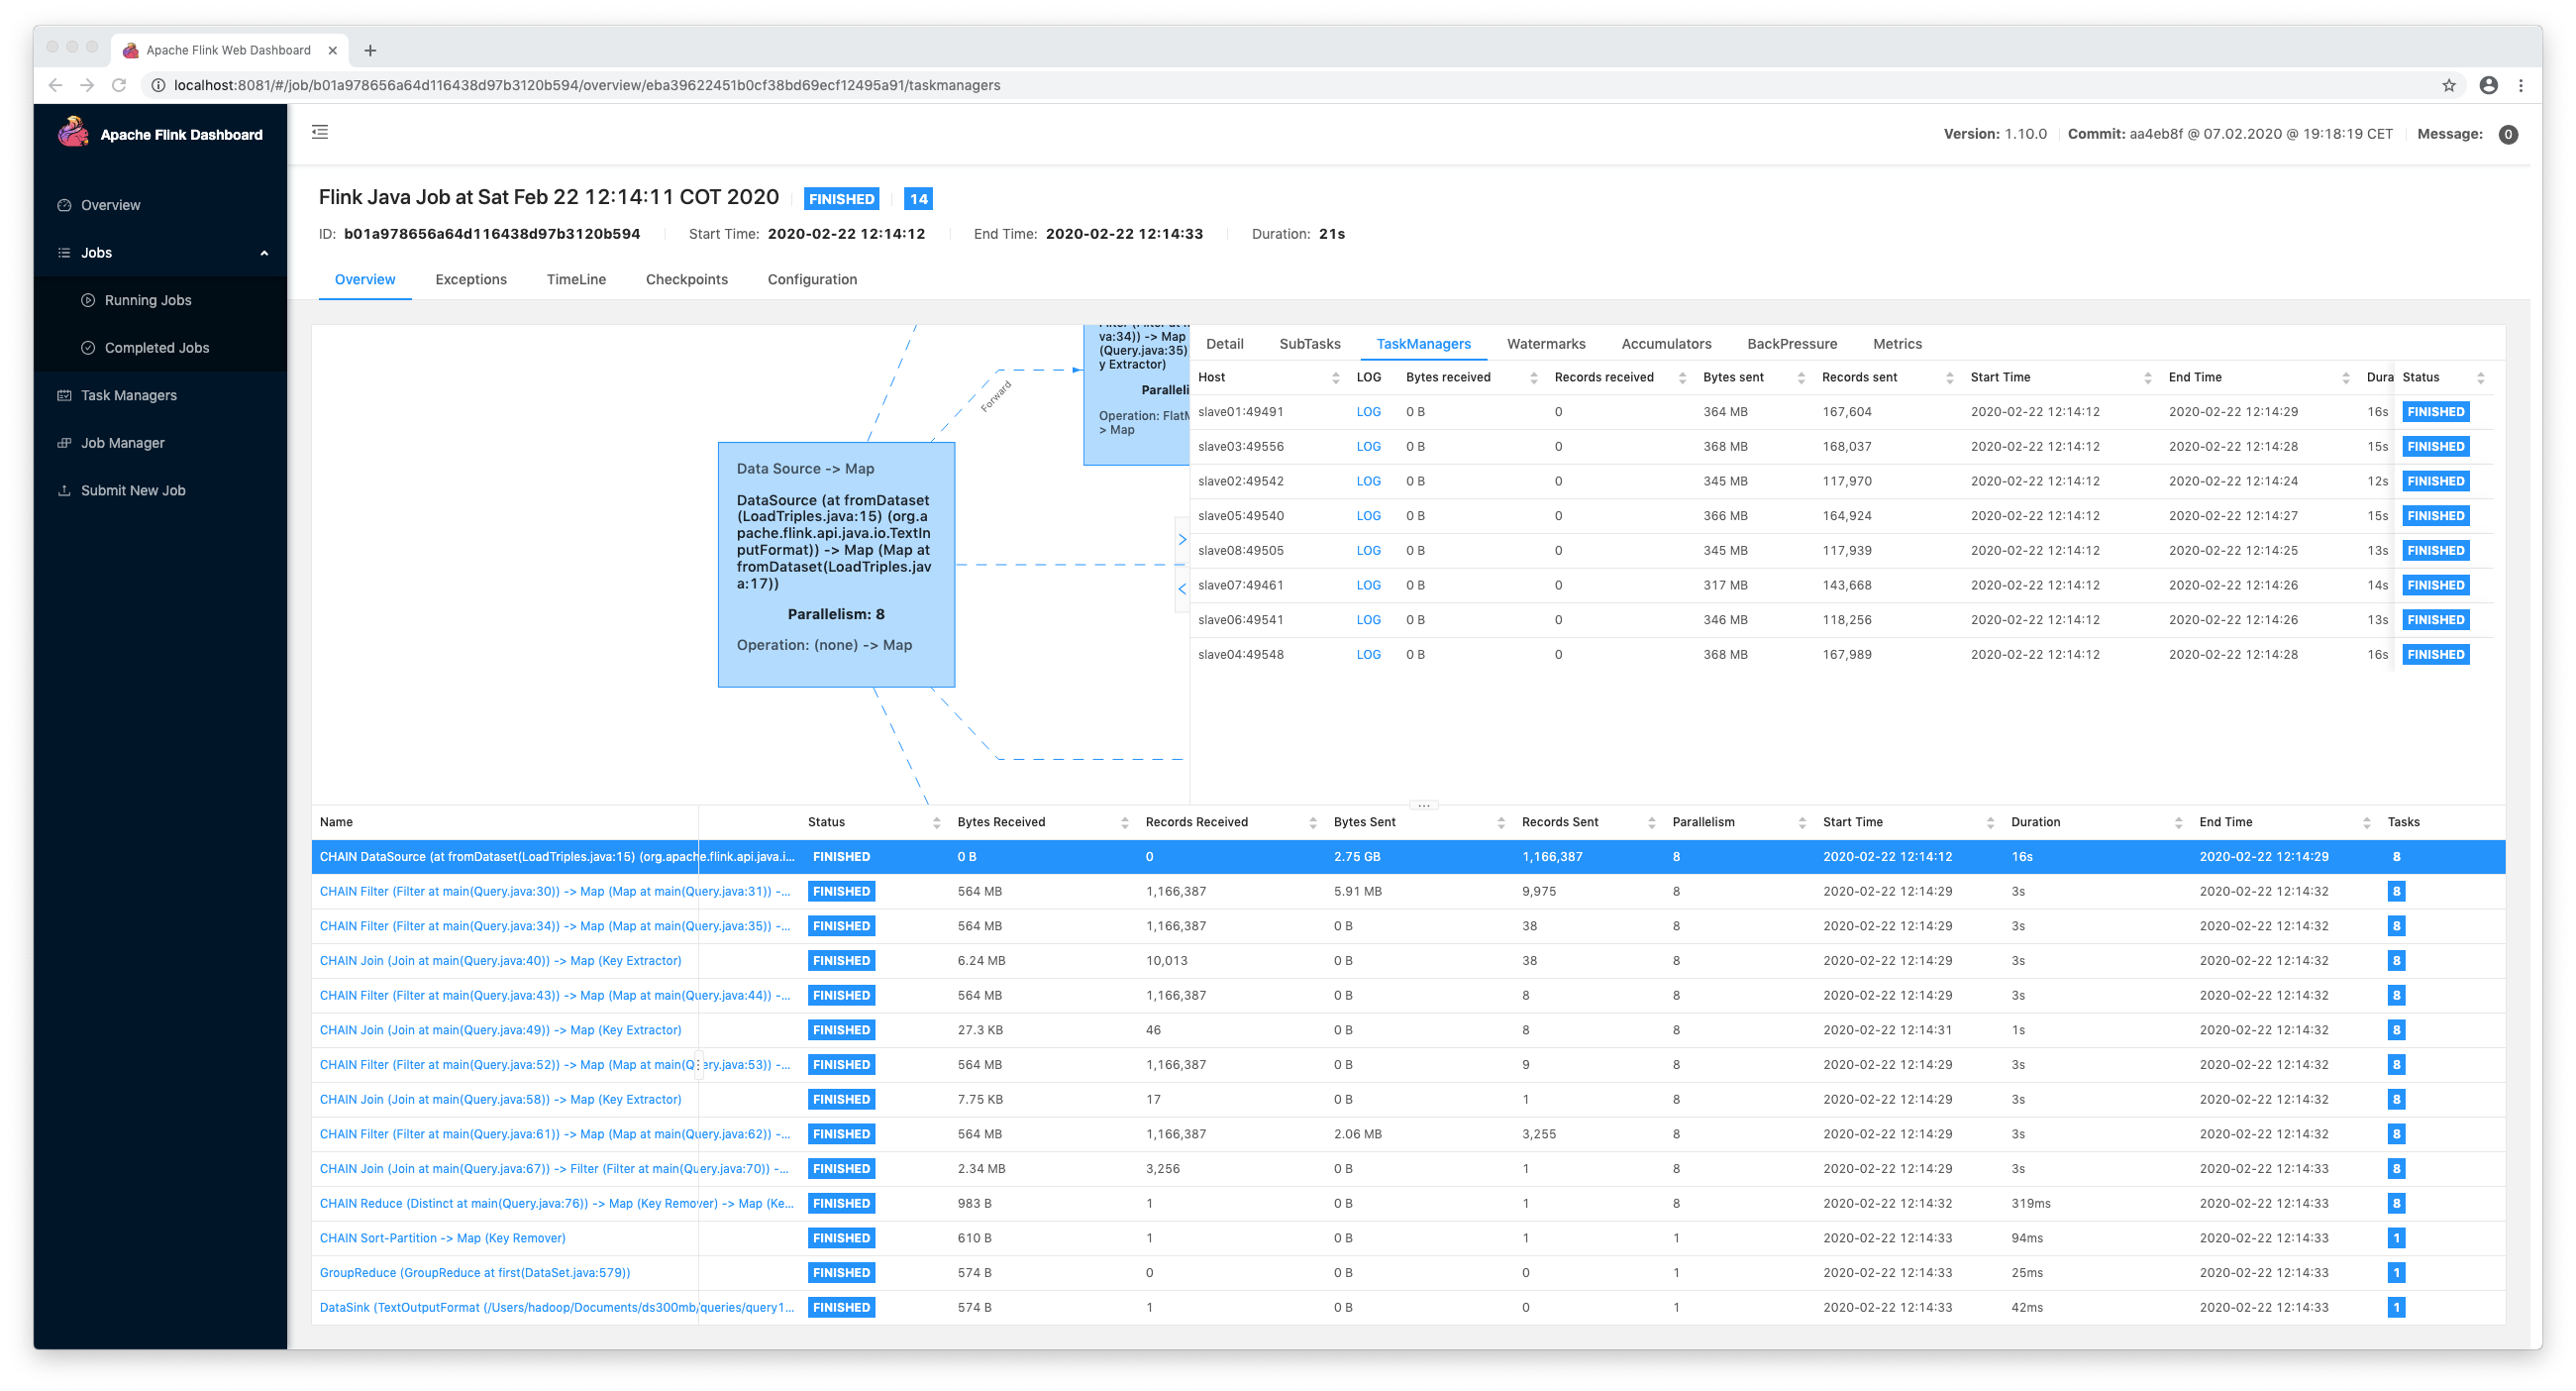 Apache Flink Web Dashboard
localhost:8081/#/job/b01a978656a64d116438d97b3120b594/overview/eba39622451b0cf38bd69ecf12495a91/taskmanagers
Apache Flink Dashboard
Version: 1.10.0 Commit: aa4eb8f @ 07.02.2020 @ 19:18:19 CET Message: 0
Overview
Jobs
Running Jobs
Completed Jobs
Task Managers
Job Manager
Submit New Job
Flink Java Job at Sat Feb 22 12:14:11 COT 2020 FINISHED 14
ID: b01a978656a64d116438d97b3120b594 Start Time: 2020-02-22 12:14:12 End Time: 2020-02-22 12:14:33 Duration: 21s
Overview Exceptions TimeLine Checkpoints Configuration
va:34)) -> Map
(Query.java:35)
y Extractor)
Paralleli
Operation: FlatM
> Map
Forward
Data Source -> Map
DataSource (at fromDataset
(LoadTriples.java:15) (org.a
pache.flink.api.java.io.TextIn
putFormat)) -> Map (Map at
fromDataset(LoadTriples.jav
a:17))
Parallelism: 8
Operation: (none) -> Map
Detail SubTasks TaskManagers Watermarks Accumulators BackPressure Metrics
Host LOG Bytes received Records received Bytes sent Records sent Start Time End Time Dura Status
slave01:49491 LOG 0 B 0 364 MB 167,604 2020-02-22 12:14:12 2020-02-22 12:14:29 16s FINISHED
slave03:49556 LOG 0 B 0 368 MB 168,037 2020-02-22 12:14:12 2020-02-22 12:14:28 15s FINISHED
slave02:49542 LOG 0 B 0 345 MB 117,970 2020-02-22 12:14:12 2020-02-22 12:14:24 12s FINISHED
slave05:49540 LOG 0 B 0 366 MB 164,924 2020-02-22 12:14:12 2020-02-22 12:14:27 15s FINISHED
slave08:49505 LOG 0 B 0 345 MB 117,939 2020-02-22 12:14:12 2020-02-22 12:14:25 13s FINISHED
slave07:49461 LOG 0 B 0 317 MB 143,668 2020-02-22 12:14:12 2020-02-22 12:14:26 14s FINISHED
slave06:49541 LOG 0 B 0 346 MB 118,256 2020-02-22 12:14:12 2020-02-22 12:14:26 13s FINISHED
slave04:49548 LOG 0 B 0 368 MB 167,989 2020-02-22 12:14:12 2020-02-22 12:14:28 16s FINISHED
Name Status Bytes Received Records Received Bytes Sent Records Sent Parallelism Start Time Duration End Time Tasks
CHAIN DataSource (at fromDataset(LoadTriples.java:15) (org.apache.flink.api.java.i... FINISHED 0 B 0 2.75 GB 1,166,387 8 2020-02-22 12:14:12 16s 2020-02-22 12:14:29 8
CHAIN Filter (Filter at main(Query.java:30)) -> Map (Map at main(Query.java:31)) -... FINISHED 564 MB 1,166,387 5.91 MB 9,975 8 2020-02-22 12:14:29 3s 2020-02-22 12:14:32 8
CHAIN Filter (Filter at main(Query.java:34)) -> Map (Map at main(Query.java:35)) -... FINISHED 564 MB 1,166,387 0 B 38 8 2020-02-22 12:14:29 3s 2020-02-22 12:14:32 8
CHAIN Join (Join at main(Query.java:40)) -> Map (Key Extractor) FINISHED 6.24 MB 10,013 0 B 38 8 2020-02-22 12:14:29 3s 2020-02-22 12:14:32 8
CHAIN Filter (Filter at main(Query.java:43)) -> Map (Map at main(Query.java:44)) -... FINISHED 564 MB 1,166,387 0 B 8 8 2020-02-22 12:14:29 3s 2020-02-22 12:14:32 8
CHAIN Join (Join at main(Query.java:49)) -> Map (Key Extractor) FINISHED 27.3 KB 46 0 B 8 8 2020-02-22 12:14:31 1s 2020-02-22 12:14:32 8
CHAIN Filter (Filter at main(Query.java:52)) -> Map (Map at main(Query.java:53)) -... FINISHED 564 MB 1,166,387 0 B 9 8 2020-02-22 12:14:29 3s 2020-02-22 12:14:32 8
CHAIN Join (Join at main(Query.java:58)) -> Map (Key Extractor) FINISHED 7.75 KB 17 0 B 1 8 2020-02-22 12:14:29 3s 2020-02-22 12:14:32 8
CHAIN Filter (Filter at main(Query.java:61)) -> Map (Map at main(Query.java:62)) -... FINISHED 564 MB 1,166,387 2.06 MB 3,255 8 2020-02-22 12:14:29 3s 2020-02-22 12:14:32 8
CHAIN Join (Join at main(Query.java:67)) -> Filter (Filter at main(Query.java:70)) -... FINISHED 2.34 MB 3,256 0 B 1 8 2020-02-22 12:14:29 3s 2020-02-22 12:14:33 8
CHAIN Reduce (Distinct at main(Query.java:76)) -> Map (Key Remover) -> Map (Ke... FINISHED 983 B 1 0 B 1 8 2020-02-22 12:14:32 319ms 2020-02-22 12:14:33 8
CHAIN Sort-Partition -> Map (Key Remover) FINISHED 610 B 1 0 B 1 1 2020-02-22 12:14:33 94ms 2020-02-22 12:14:33 1
GroupReduce (GroupReduce at first(DataSet.java:579)) FINISHED 574 B 0 0 B 0 1 2020-02-22 12:14:33 25ms 2020-02-22 12:14:33 1
DataSink (TextOutputFormat (/Users/hadoop/Documents/ds300mb/queries/query1... FINISHED 574 B 1 0 B 0 1 2020-02-22 12:14:33 42ms 2020-02-22 12:14:33 1